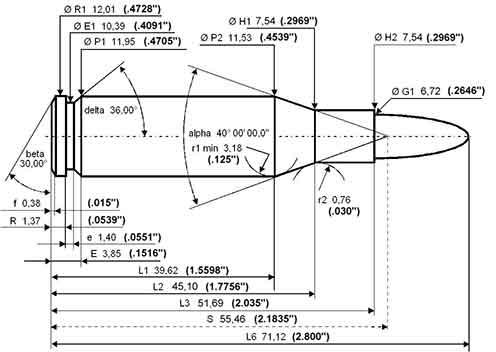 Ø R1 12,01 (.4728")
Ø E1 10,39 (.4091")
Ø P1 11,95 (.4705")
Ø H1 7,54 (.2969")
Ø P2 11,53 (.4539")
Ø H2 7,54 (.2969")
Ø G1 6,72 (.2646")
delta 36,00°
alpha 40°00'00,0"
r1 min 3,18
(.125")
beta
30,00°
r2 0,76
(.030")
f 0,38 (.015")
R 1,37 (.0539")
e 1,40 (.0551")
E 3,85 (.1516")
L1 39,62 (1.5598")
L2 45,10 (1.7756")
L3 51,69 (2.035")
S 55,46 (2.1835")
L6 71,12 (2.800")